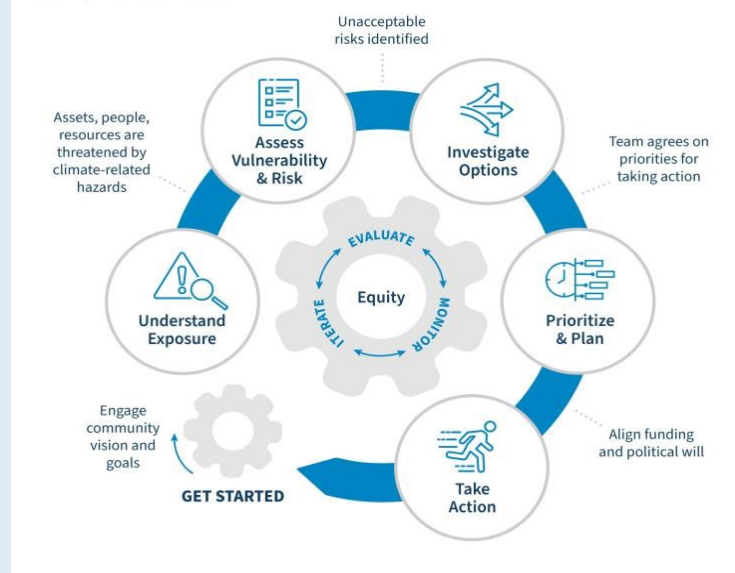 Unacceptable
risks identified
Assess
Vulnerability
& Risk
Investigate
Options
Assets, people,
resources are
threatened by
climate-related
hazards
Team agrees on
priorities for
taking action
EVALUATE
MONITOR
ITERATE
Equity
Understand
Exposure
Prioritize
& Plan
Engage
community
vision and
goals
GET STARTED
Align funding
and political will
Take
Action